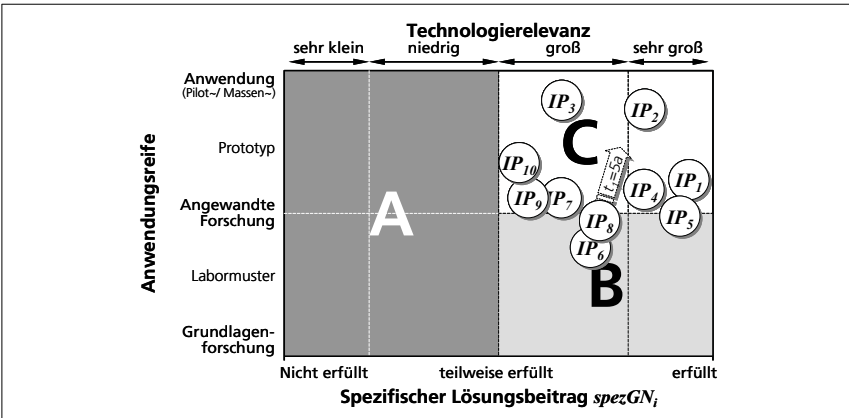 Technologierelevanz
sehr klein niedrig groß sehr groß
Anwendung
(Pilot~/ Massen~)
Prototyp
Angewandte
Forschung
Labormuster
Grundlagen-
forschung
Anwendungsreife
A
C
B
IP3
IP2
IP10
IP1
IP4
IP9
IP7
IP5
IP8
IP6
t1=5a
Nicht erfüllt teilweise erfüllt erfüllt
Spezifischer Lösungsbeitrag spezGNi